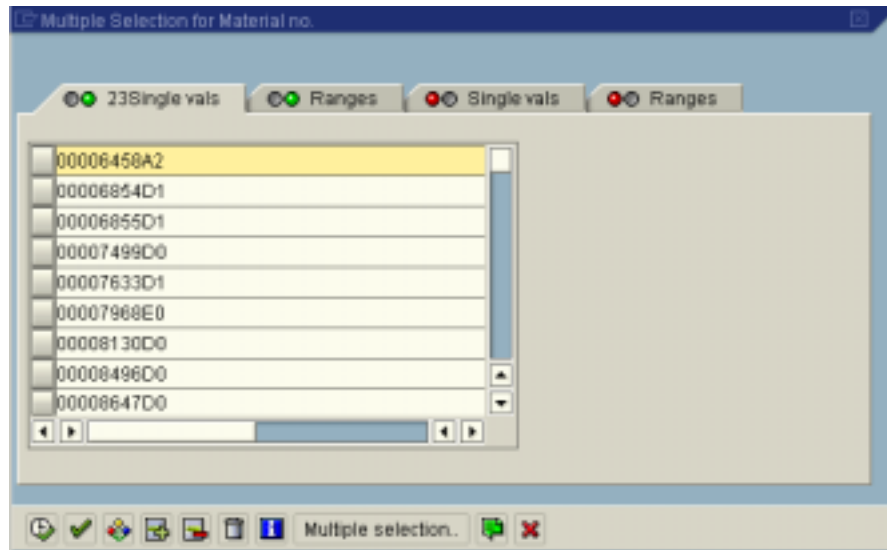 Multiple Selection for Material no.
23Single vals Ranges Single vals Ranges
00006458A2
00006854D1
00006855D1
00007499D0
00007633D1
00007968E0
00008130D0
00008496D0
00008647D0
Multiple selection..